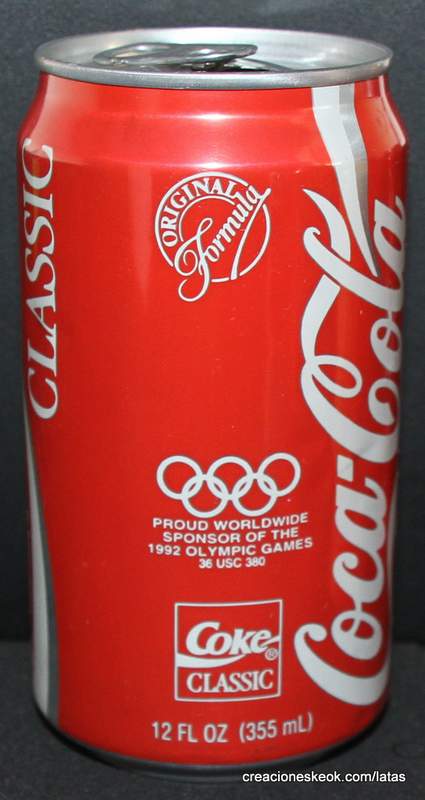 CLASSIC
ORIGINAL
Formula
Coca-Cola
PROUD WORLDWIDE
SPONSOR OF THE
1992 OLYMPIC GAMES
36 USC 380
Coke®
CLASSIC
12 FL OZ (355 mL)
creacioneskeok.com/latas